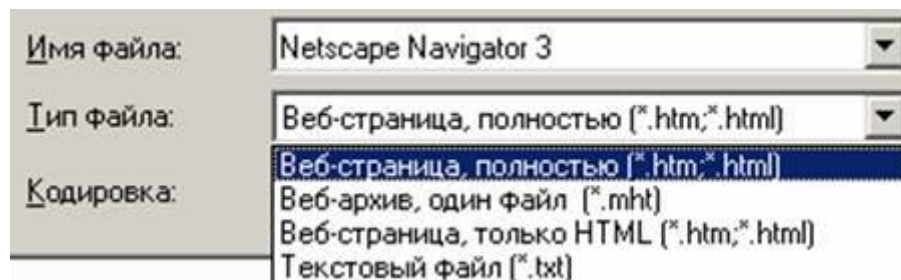 Имя файла: Netscape Navigator 3
Тип файла: Веб-страница, полностью (*.htm;*.html)
Веб-страница, полностью (*.htm;*.html)
Кодировка: Веб-архив, один файл (*.mht)
Веб-страница, только HTML (*.htm;*.html)
Текстовый файл (*.txt)